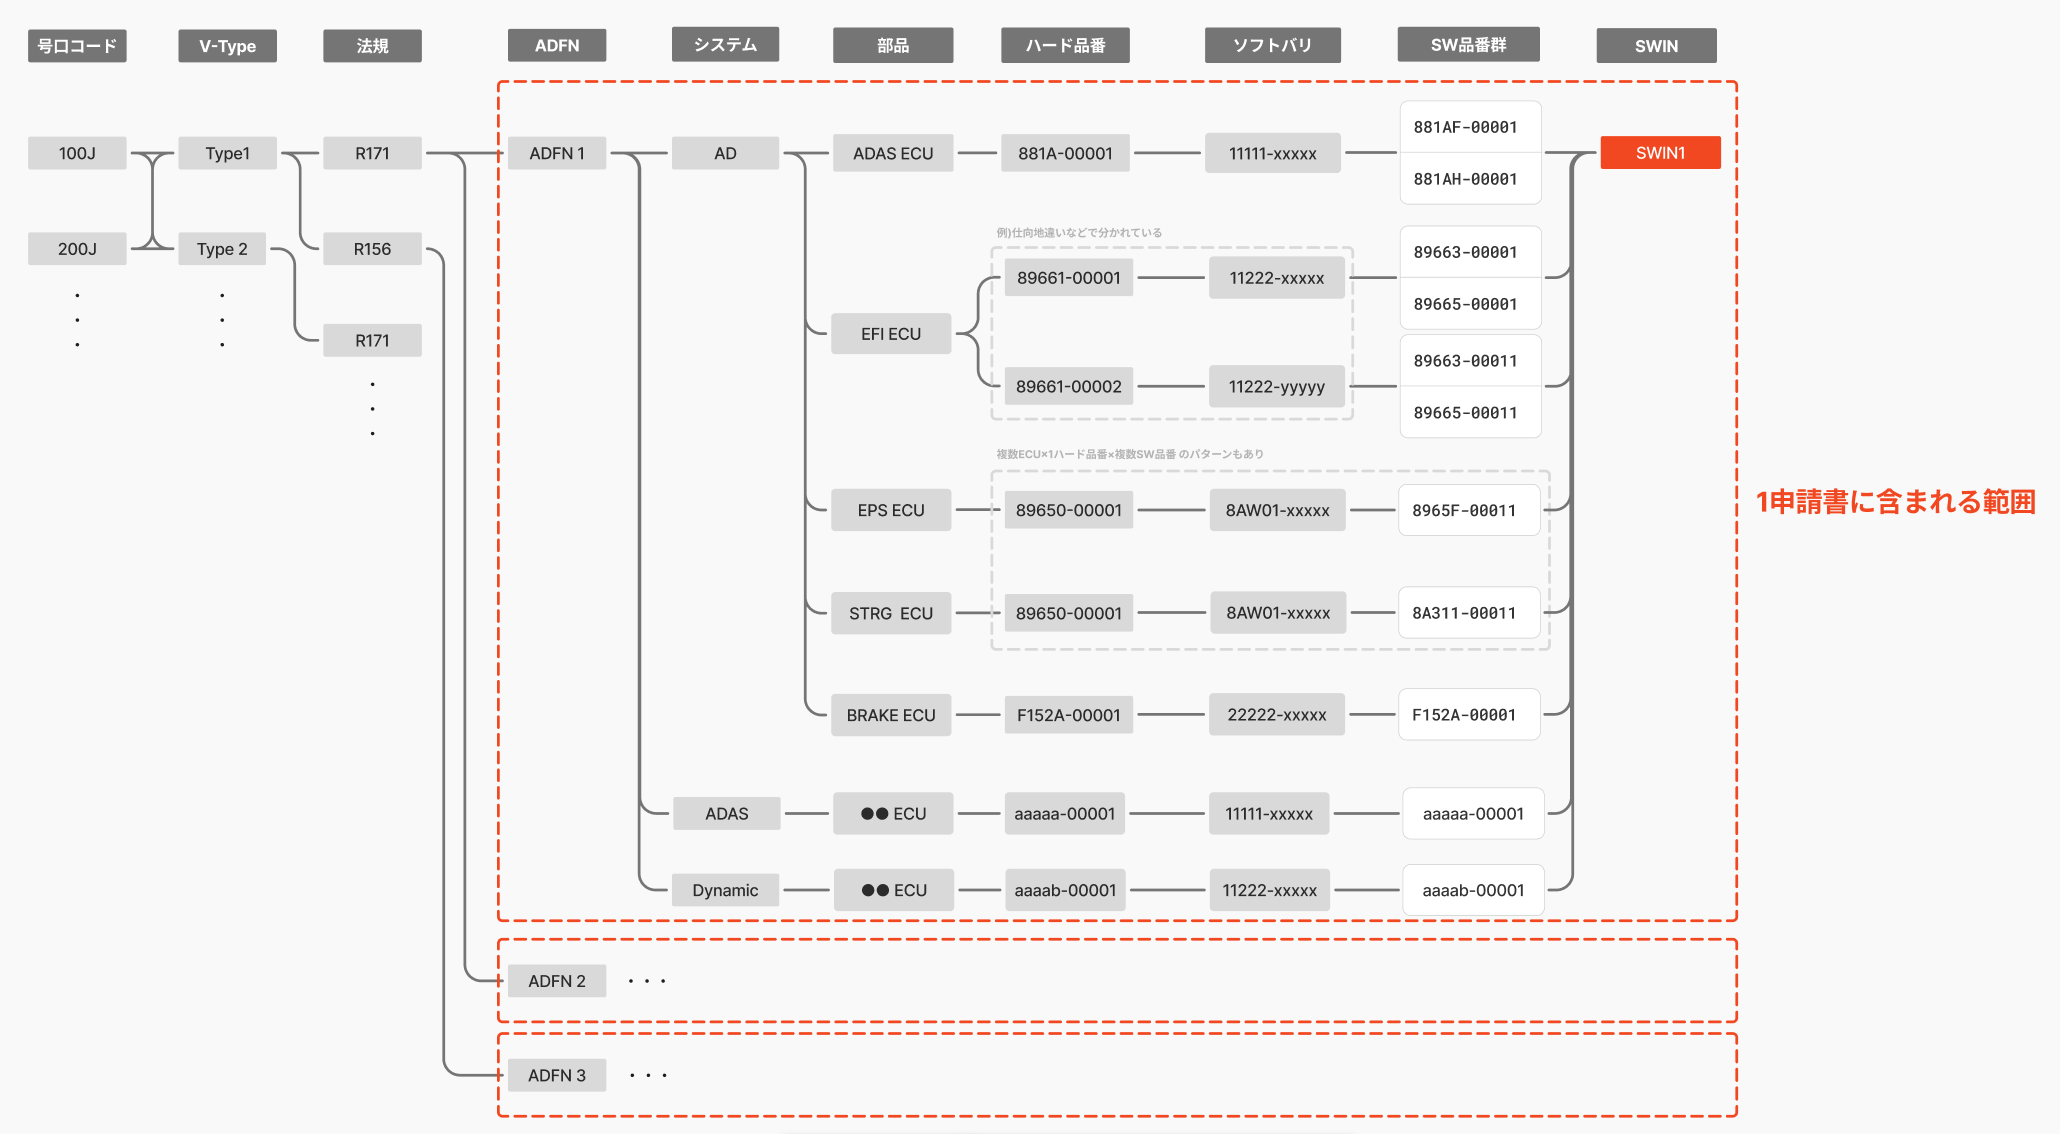 号口コード V-Type 法規 ADFN システム 部品 ハード品番 ソフトバリ SW品番群 SWIN
881AF-00001
100J Type1 R171 ADFN 1 AD ADAS ECU 881A-00001 11111-xxxxx SWIN1
881AH-00001
例)仕向地違いなどで分かれている
200J Type 2 R156 89663-00001
89661-00001 11222-xxxxx
89665-00001
EFI ECU
R171 89663-00011
89661-00002 11222-yyyyy
89665-00011
複数ECU×1ハード品番×複数SW品番 のパターンもあり
EPS ECU 89650-00001 8AW01-xxxxx 8965F-00011
1申請書に含まれる範囲
STRG ECU 89650-00001 8AW01-xxxxx 8A311-00011
BRAKE ECU F152A-00001 22222-xxxxx F152A-00001
ADAS ●● ECU aaaaa-00001 11111-xxxxx aaaaa-00001
Dynamic ●● ECU aaaab-00001 11222-xxxxx aaaab-00001
ADFN 2 ・・・
ADFN 3 ・・・